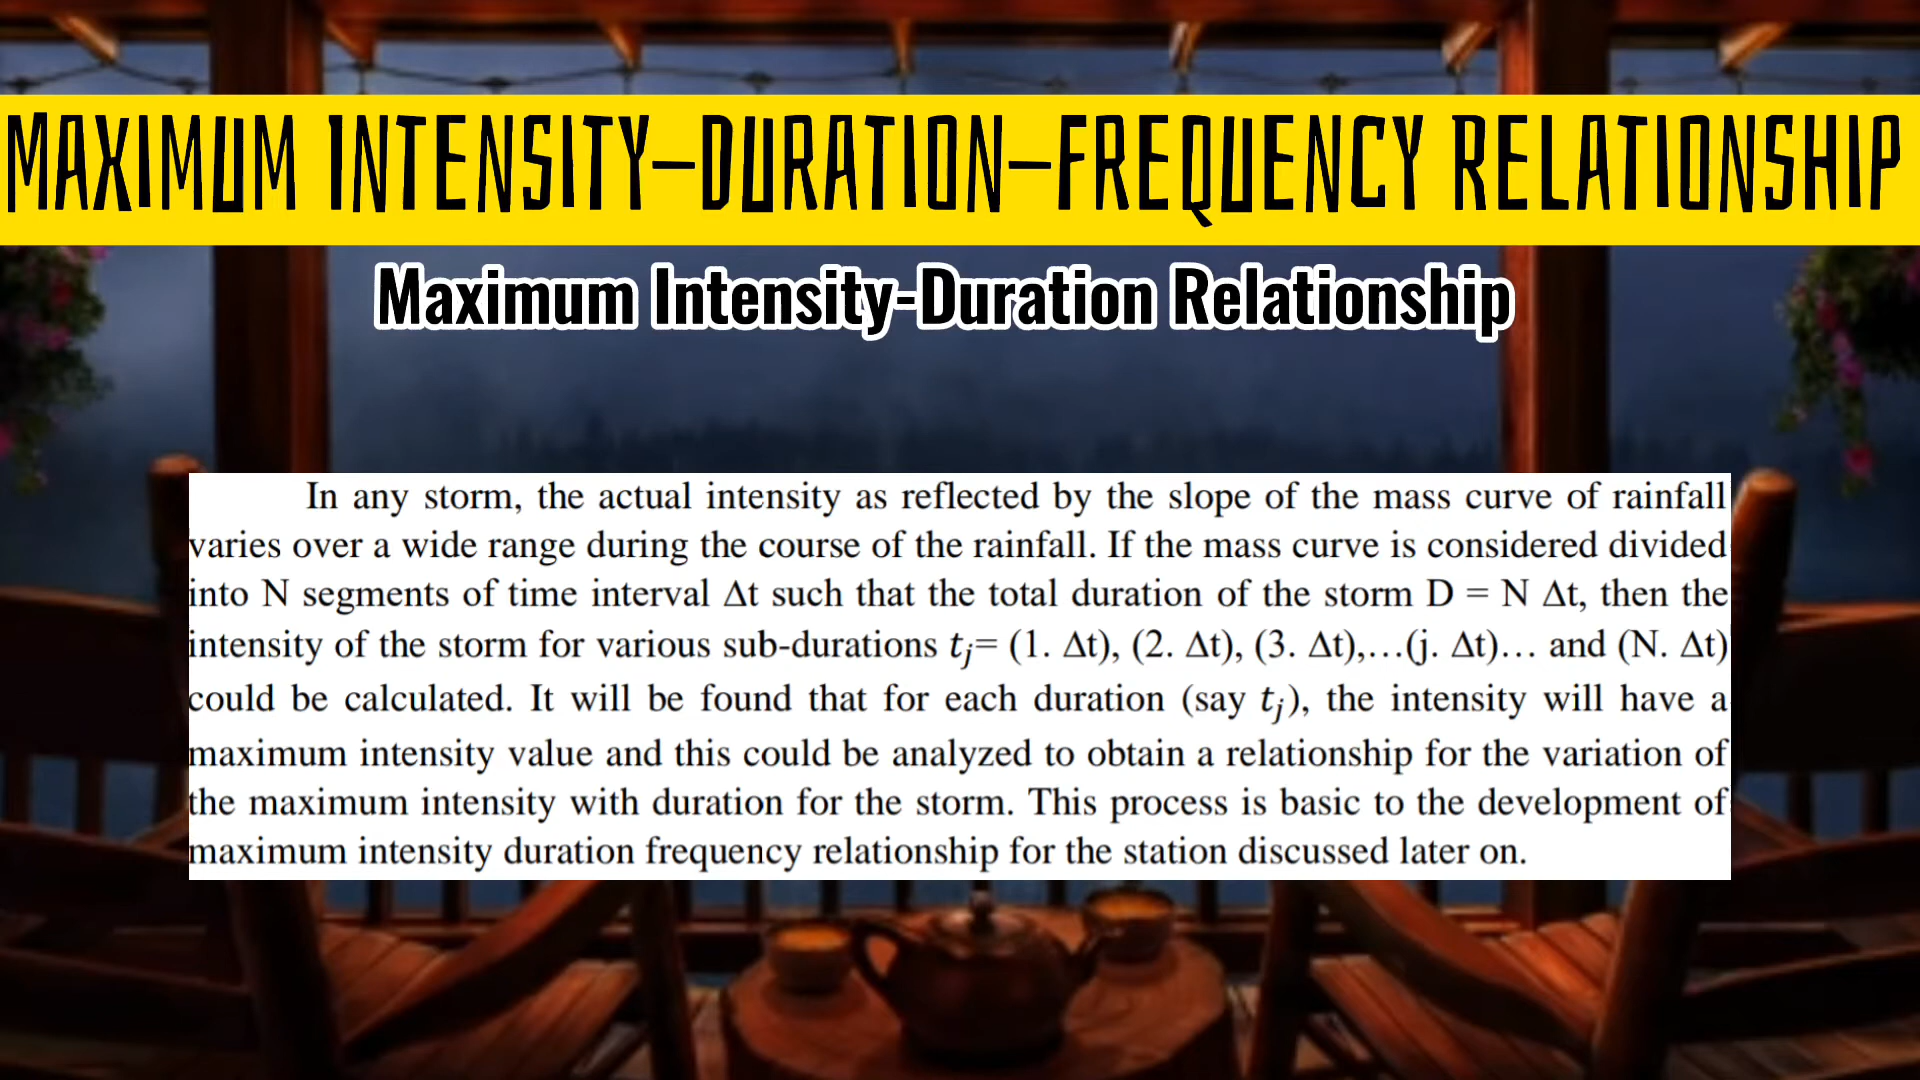 MAXIMUM INTENSITY–DURATION–FREQUENCY RELATIONSHIP
Maximum Intensity-Duration Relationship
In any storm, the actual intensity as reflected by the slope of the mass curve of rainfall
varies over a wide range during the course of the rainfall. If the mass curve is considered divided
into N segments of time interval Δt such that the total duration of the storm D = N Δt, then the
intensity of the storm for various sub-durations tⱼ= (1. Δt), (2. Δt), (3. Δt),…(j. Δt)… and (N. Δt)
could be calculated. It will be found that for each duration (say tⱼ), the intensity will have a
maximum intensity value and this could be analyzed to obtain a relationship for the variation of
the maximum intensity with duration for the storm. This process is basic to the development of
maximum intensity duration frequency relationship for the station discussed later on.